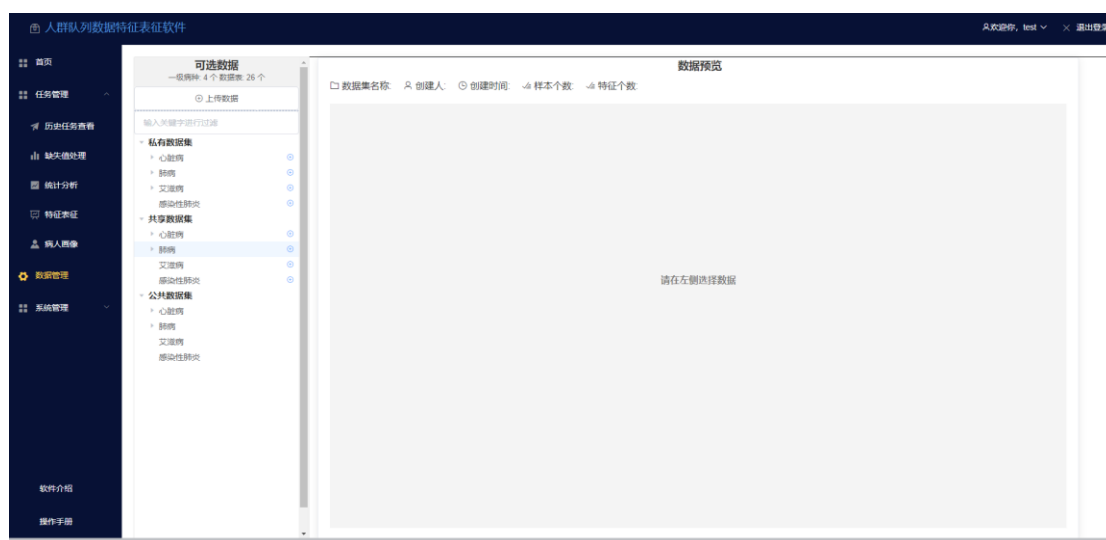 人群队列数据特征表征软件
欢迎你, test
退出登录
首页
任务管理
历史任务查看
缺失值处理
统计分析
特征表征
病人画像
数据管理
系统管理
软件介绍
操作手册
可选数据
一级病种: 4 个 数据表: 26 个
上传数据
输入关键字进行过滤
私有数据集
心脏病
肺病
艾滋病
感染性肺炎
共享数据集
心脏病
肺病
艾滋病
感染性肺炎
公共数据集
心脏病
肺病
艾滋病
感染性肺炎
数据预览
数据集名称: 创建人: 创建时间: 样本个数: 特征个数:
请在左侧选择数据